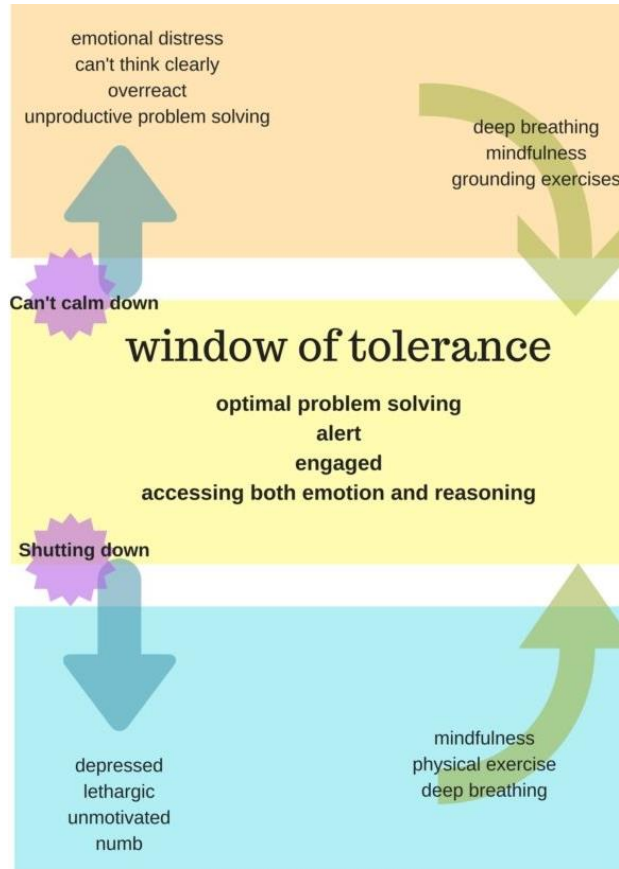 emotional distress
can't think clearly
overreact
unproductive problem solving
deep breathing
mindfulness
grounding exercises
Can't calm down
window of tolerance
optimal problem solving
alert
engaged
accessing both emotion and reasoning
Shutting down
depressed
lethargic
unmotivated
numb
mindfulness
physical exercise
deep breathing